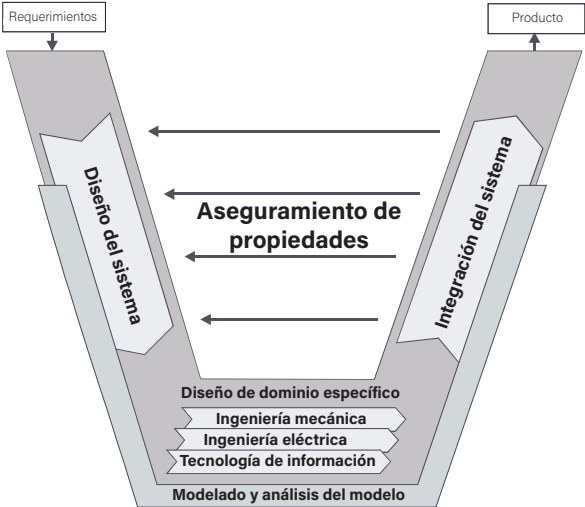 Requerimientos
Producto
Diseño del sistema
Aseguramiento de
propiedades
Integración del sistema
Diseño de dominio específico
Ingeniería mecánica
Ingeniería eléctrica
Tecnología de información
Modelado y análisis del modelo